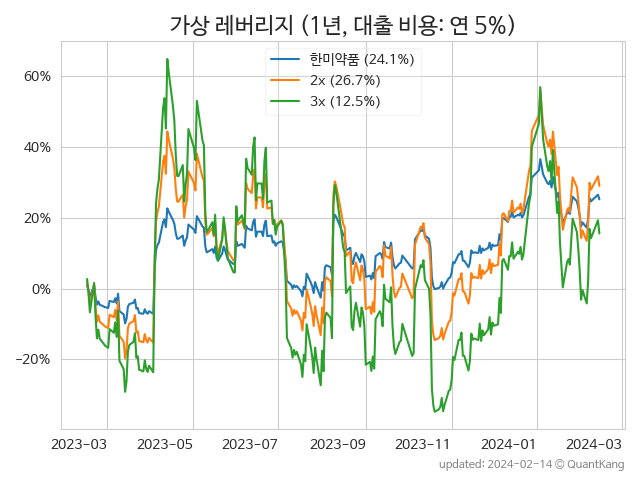 가상 레버리지 (1년, 대출 비용: 연 5%)
한미약품 (24.1%)
2x (26.7%)
3x (12.5%)
60%
40%
20%
0%
−20%
2023-03 2023-05 2023-07 2023-09 2023-11 2024-01 2024-03
updated: 2024-02-14 © QuantKang